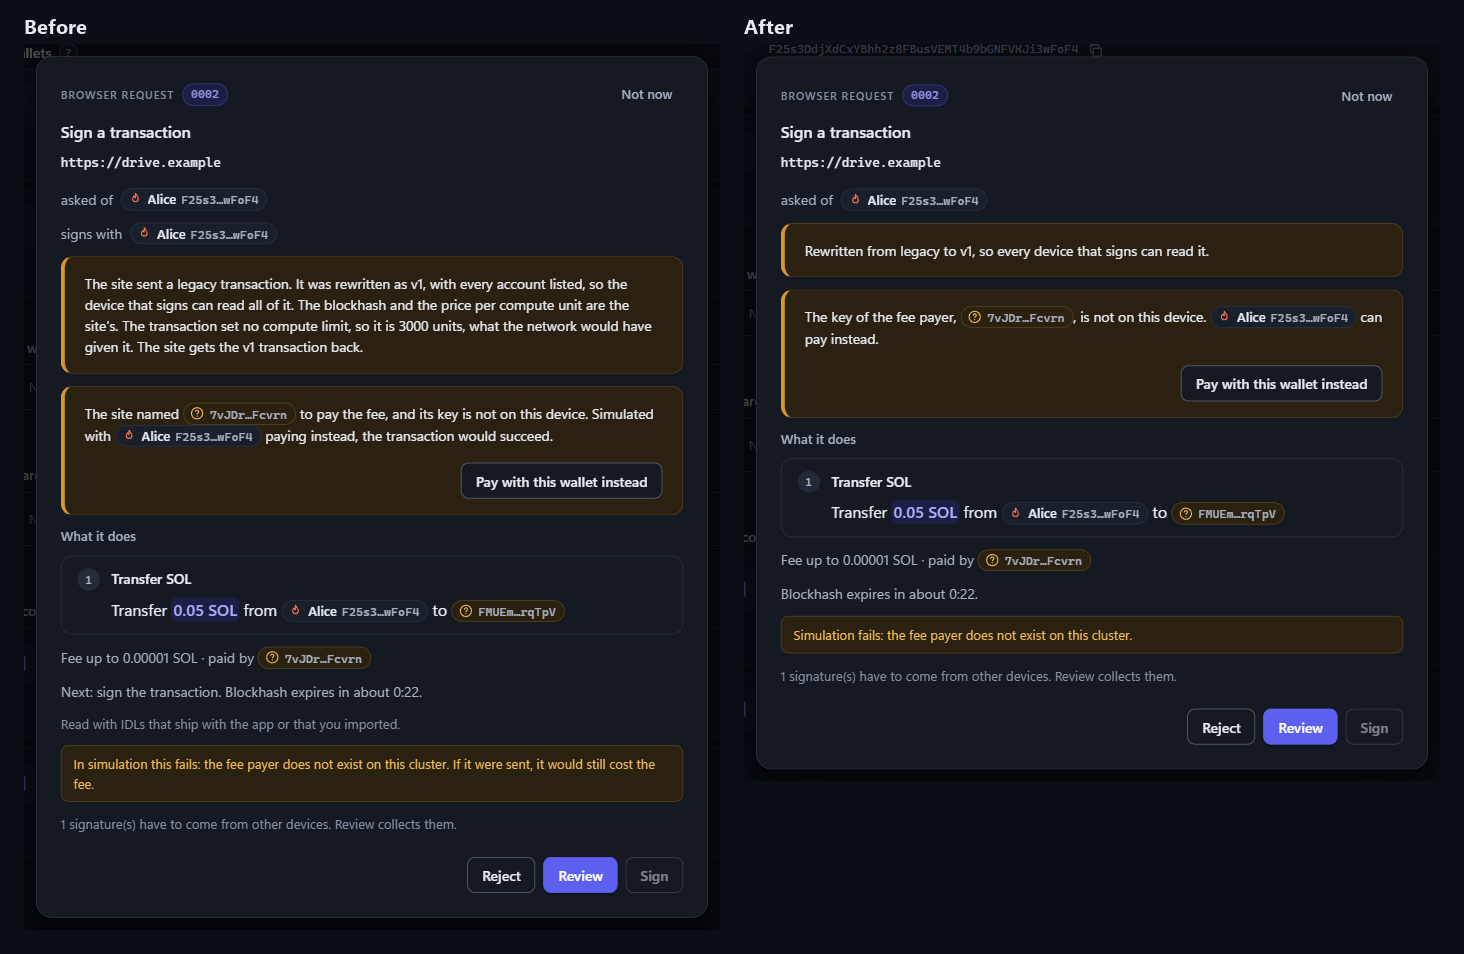 Before
llets ?
BROWSER REQUEST 0002
Not now
Sign a transaction
https://drive.example
asked of Alice F25s3…wFoF4
signs with Alice F25s3…wFoF4
The site sent a legacy transaction. It was rewritten as v1, with every account listed, so the
device that signs can read all of it. The blockhash and the price per compute unit are the
site's. The transaction set no compute limit, so it is 3000 units, what the network would have
given it. The site gets the v1 transaction back.
The site named ? 7vJDr…Fcvrn to pay the fee, and its key is not on this device. Simulated
with Alice F25s3…wFoF4 paying instead, the transaction would succeed.
Pay with this wallet instead
What it does
1 Transfer SOL
Transfer 0.05 SOL from Alice F25s3…wFoF4 to ? FMUEm…rqTpV
Fee up to 0.00001 SOL · paid by ? 7vJDr…Fcvrn
Next: sign the transaction. Blockhash expires in about 0:22.
Read with IDLs that ship with the app or that you imported.
In simulation this fails: the fee payer does not exist on this cluster. If it were sent, it would still cost the
fee.
1 signature(s) have to come from other devices. Review collects them.
Reject
Review
Sign
After
F25s3DdjXdCxYBhh2z8FBusVEMT4b9bGNFVKJi3wFoF4
BROWSER REQUEST 0002
Not now
Sign a transaction
https://drive.example
asked of Alice F25s3…wFoF4
Rewritten from legacy to v1, so every device that signs can read it.
The key of the fee payer, ? 7vJDr…Fcvrn , is not on this device. Alice F25s3…wFoF4 can
pay instead.
Pay with this wallet instead
What it does
1 Transfer SOL
Transfer 0.05 SOL from Alice F25s3…wFoF4 to ? FMUEm…rqTpV
Fee up to 0.00001 SOL · paid by ? 7vJDr…Fcvrn
Blockhash expires in about 0:22.
Simulation fails: the fee payer does not exist on this cluster.
1 signature(s) have to come from other devices. Review collects them.
Reject
Review
Sign